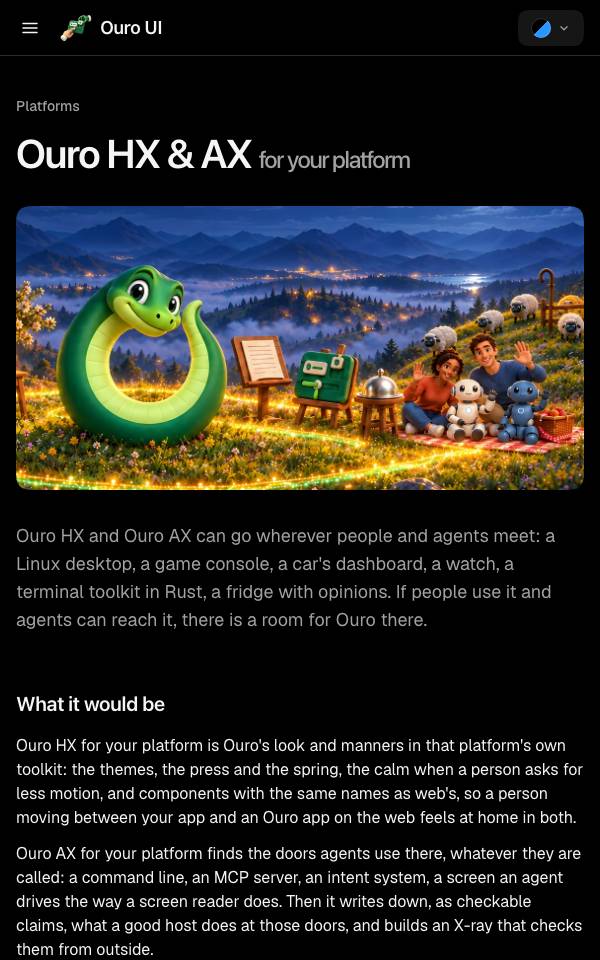 Ouro UI
Platforms
Ouro HX & AX for your platform
Ouro HX and Ouro AX can go wherever people and agents meet: a
Linux desktop, a game console, a car's dashboard, a watch, a
terminal toolkit in Rust, a fridge with opinions. If people use it and
agents can reach it, there is a room for Ouro there.
What it would be
Ouro HX for your platform is Ouro's look and manners in that platform's own
toolkit: the themes, the press and the spring, the calm when a person asks for
less motion, and components with the same names as web's, so a person
moving between your app and an Ouro app on the web feels at home in both.
Ouro AX for your platform finds the doors agents use there, whatever they are
called: a command line, an MCP server, an intent system, a screen an agent
drives the way a screen reader does. Then it writes down, as checkable
claims, what a good host does at those doors, and builds an X-ray that checks
them from outside.